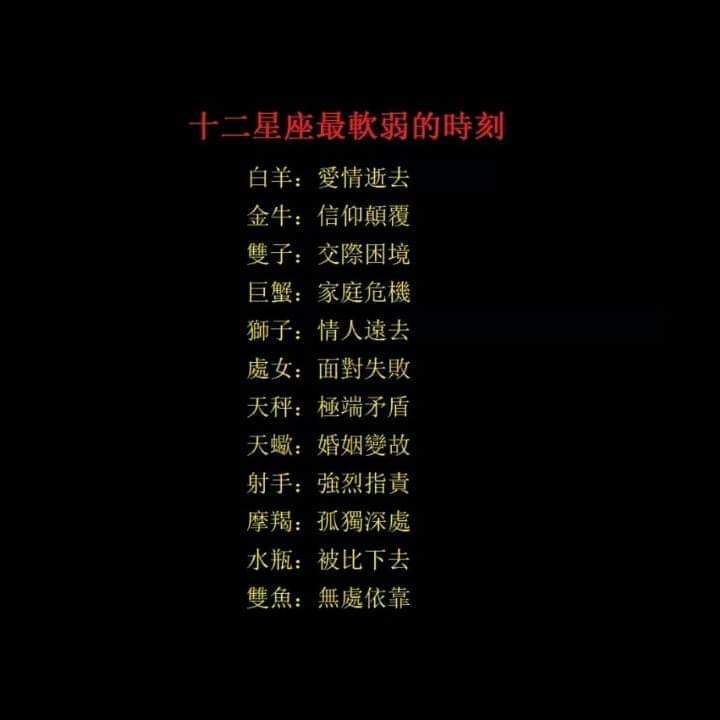 十二星座最軟弱的時刻
白羊：愛情逝去
金牛：信仰顛覆
雙子：交際困境
巨蟹：家庭危機
獅子：情人遠去
處女：面對失敗
天秤：極端矛盾
天蠍：婚姻變故
射手：強烈指責
摩羯：孤獨深處
水瓶：被比下去
雙魚：無處依靠